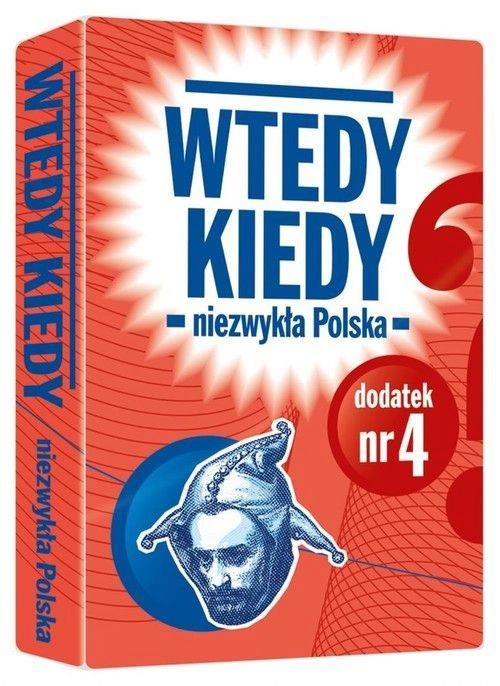 WTEDY KIEDY niezwykła Polska
WTEDY
KIEDY
- niezwykła Polska -
dodatek
nr 4
?